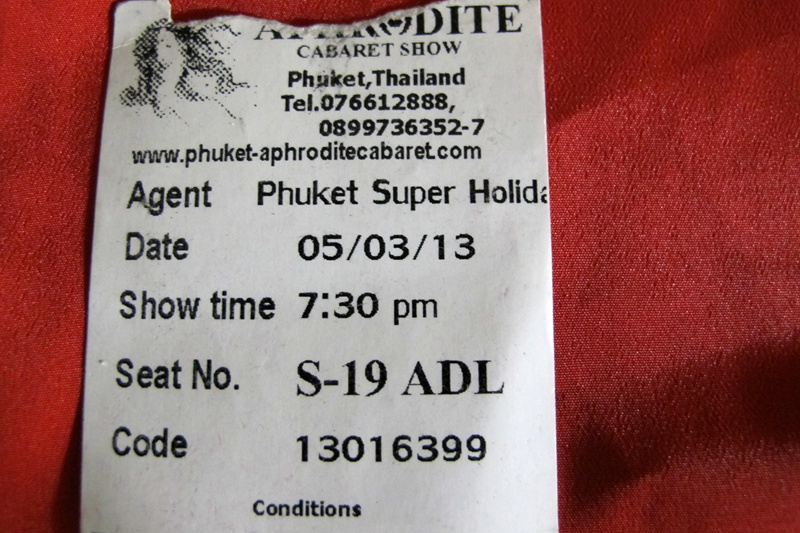 APHRODITE
CABARET SHOW
Phuket,Thailand
Tel.076612888,
0899736352-7
www.phuket-aphroditecabaret.com
Agent Phuket Super Holida
Date 05/03/13
Show time 7:30 pm
Seat No. S-19 ADL
Code 13016399
Conditions